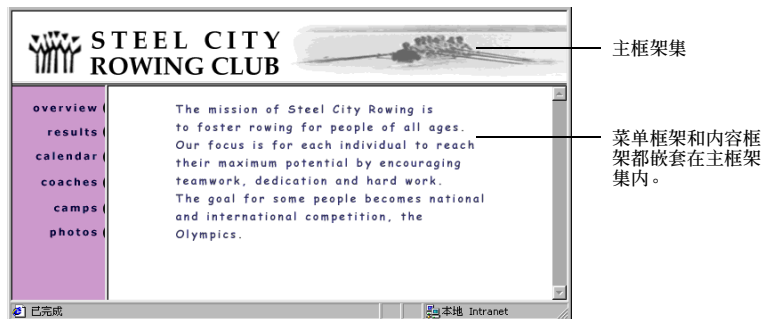 STEEL CITY
ROWING CLUB
主框架集
overview
results
calendar
coaches
camps
photos
The mission of Steel City Rowing is
to foster rowing for people of all ages.
Our focus is for each individual to reach
their maximum potential by encouraging
teamwork, dedication and hard work.
The goal for some people becomes national
and international competition, the
Olympics.
菜单框架和内容框
架都嵌套在主框架
集内。
已完成
本地 Intranet